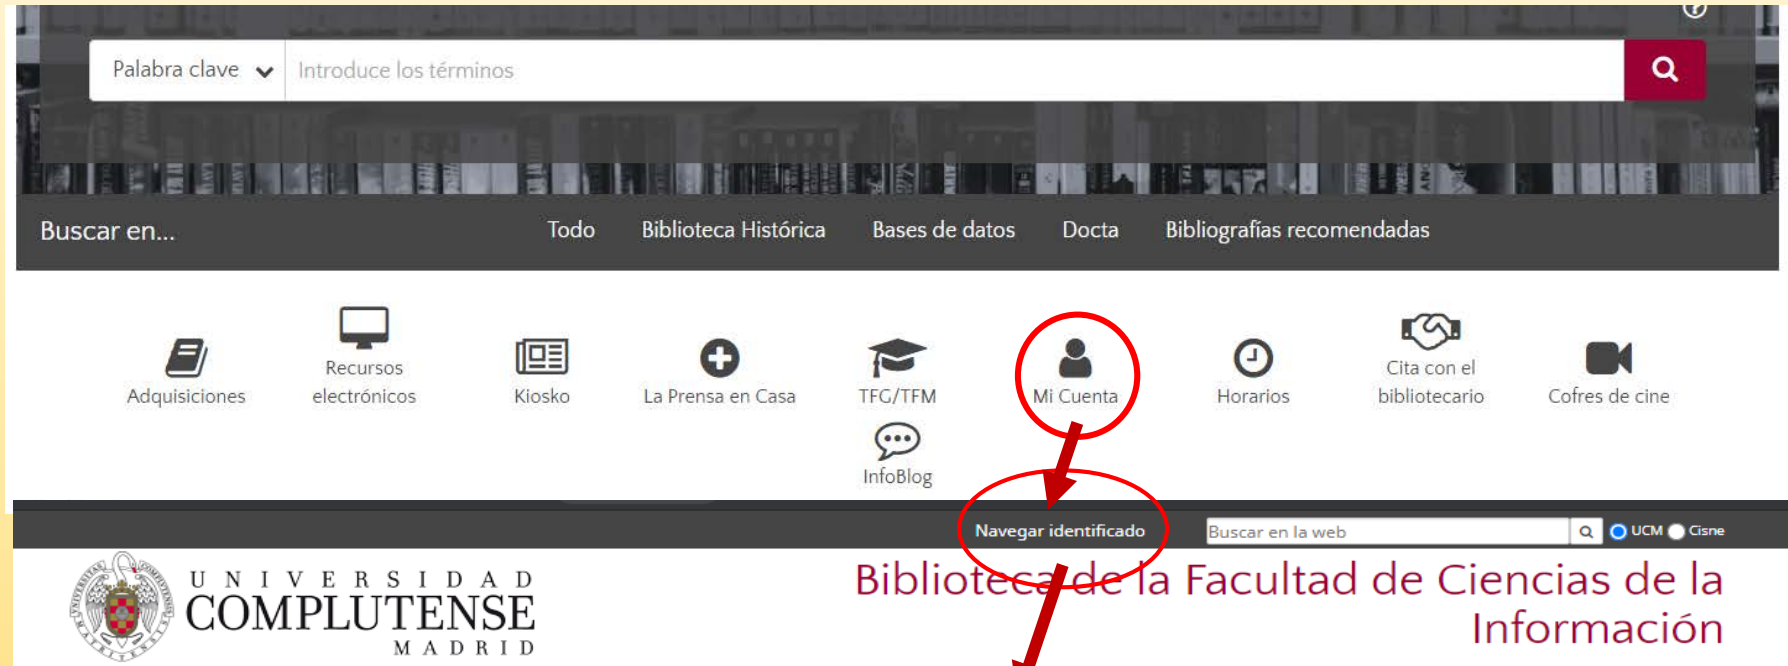 Palabra clave Introduce los términos
Buscar en... Todo Biblioteca Histórica Bases de datos Docta Bibliografías recomendadas
Adquisiciones
Recursos
electrónicos
Kiosko
La Prensa en Casa
TFG/TFM
Mi Cuenta
Horarios
Cita con el
bibliotecario
Cofres de cine
InfoBlog
Navegar identificado Buscar en la web UCM Cisne
UNIVERSIDAD
COMPLUTENSE
MADRID
Biblioteca de la Facultad de Ciencias de la
Información